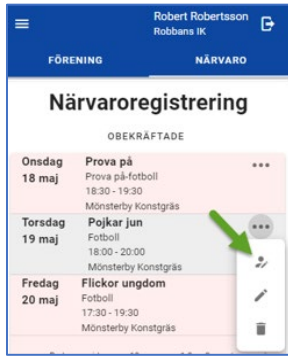 Robert Robertsson
Robbans IK
FÖRENING NÄRVARO
Närvaroregistrering
OBEKRÄFTADE
Onsdag Prova på
18 maj Prova på-fotboll
18:30 - 19:30
Mönsterby Konstgräs
Torsdag Pojkar jun
19 maj Fotboll
18:00 - 20:00
Mönsterby Konstgräs
Fredag Flickor ungdom
20 maj Fotboll
17:30 - 19:30
Mönsterby Konstgräs